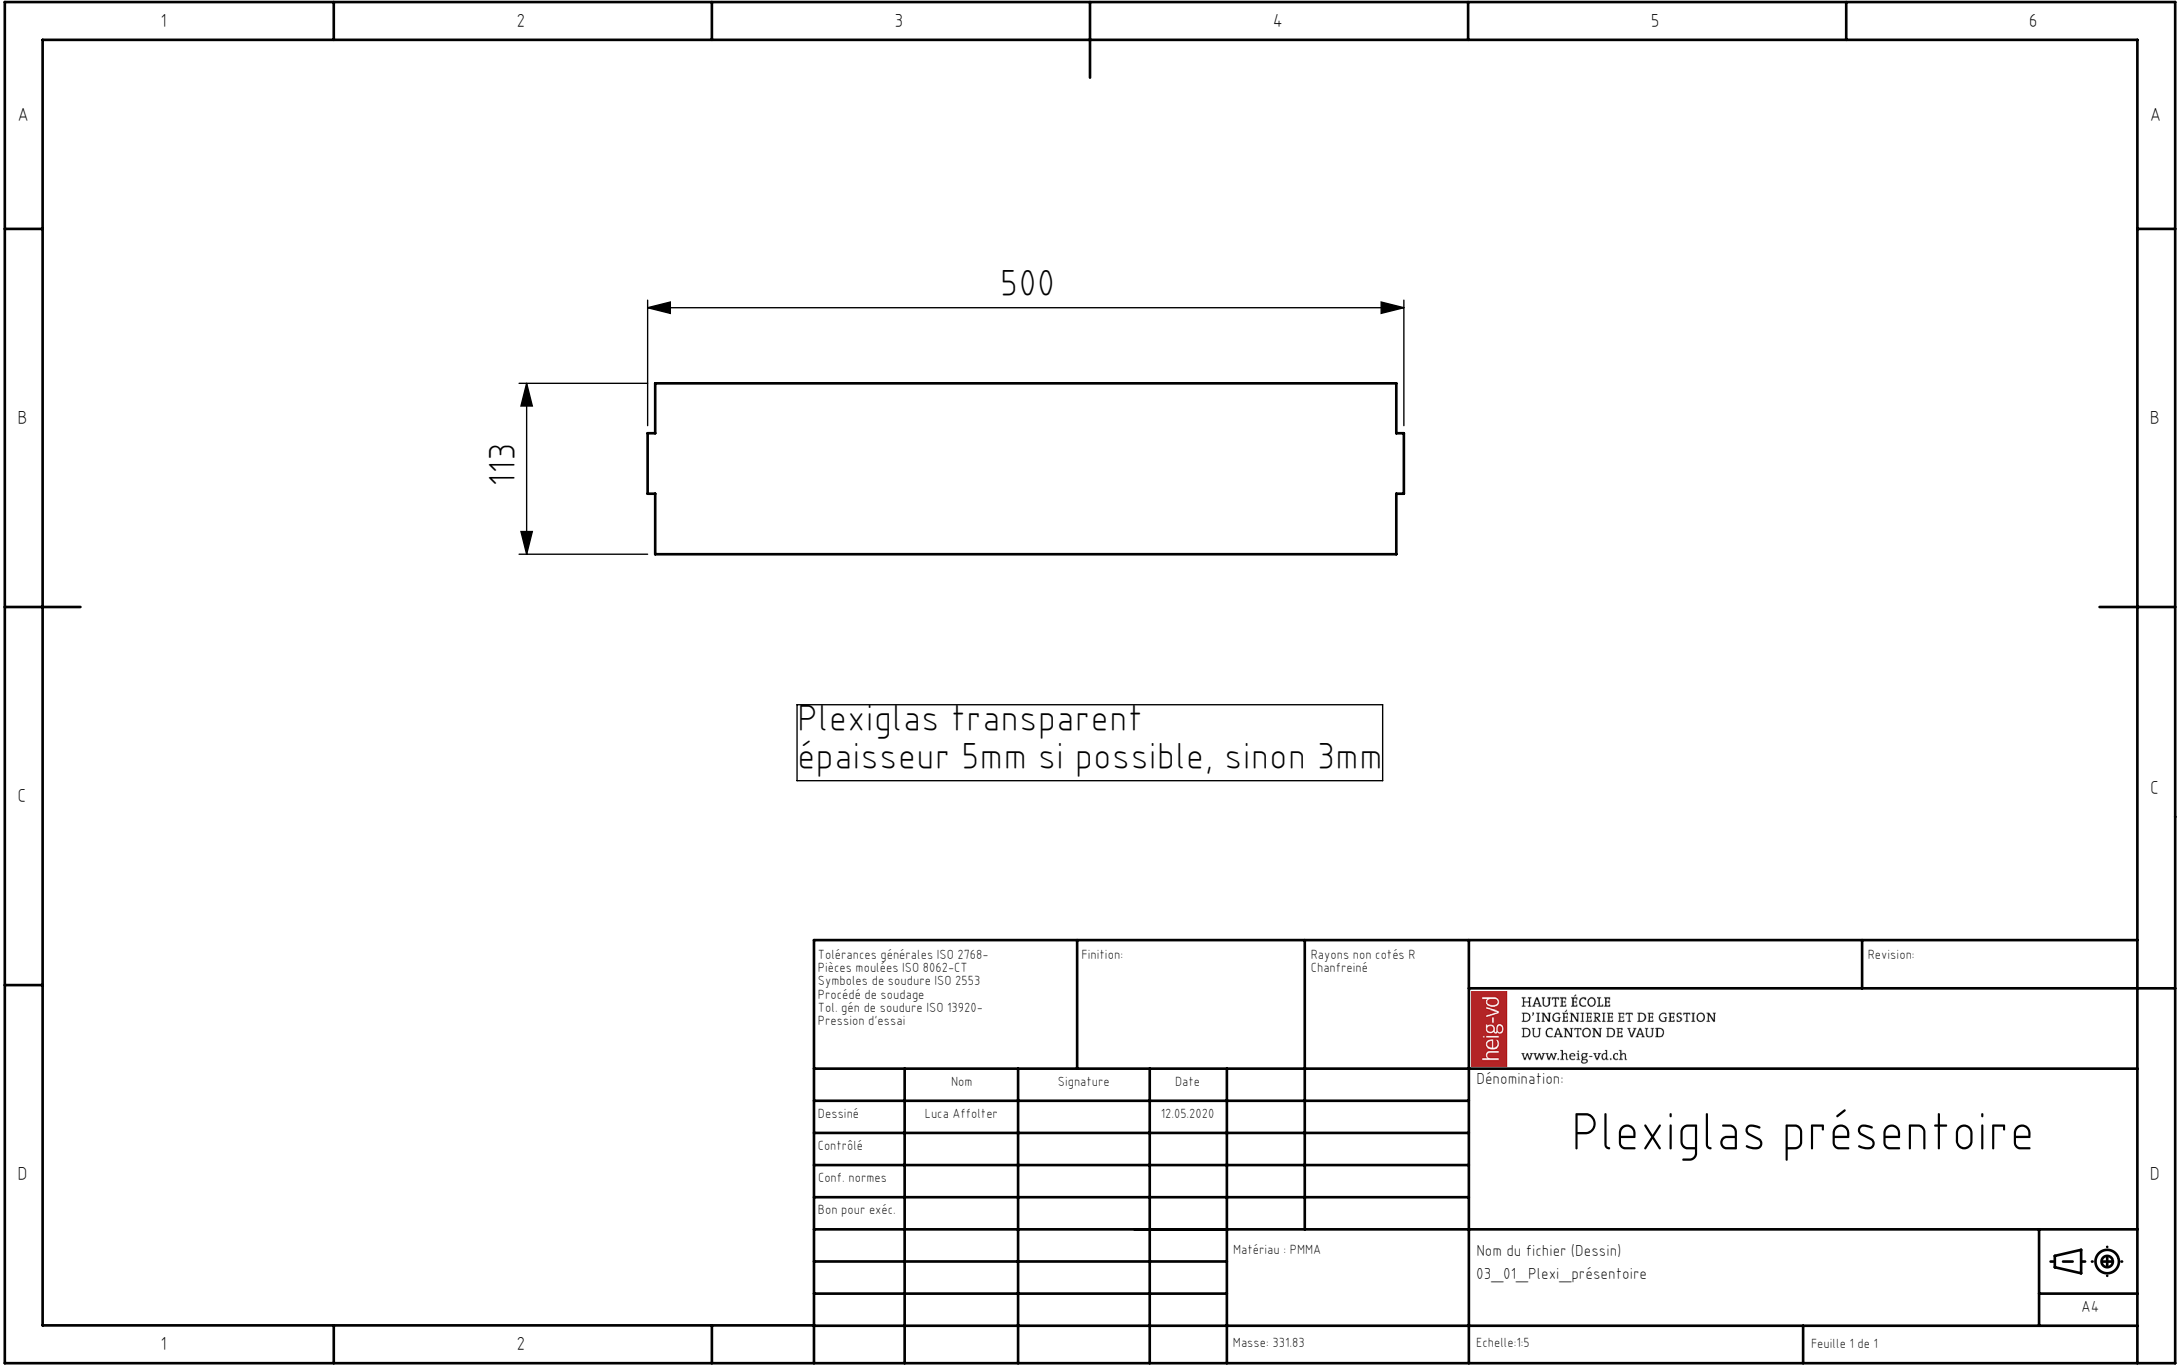 1 2 3 4 5 6
A A
500
B B
113
Plexiglas transparent
épaisseur 5mm si possible, sinon 3mm
C C
Tolérances générales ISO 2768-
Pièces moulées ISO 8062-CT
Symboles de soudure ISO 2553
Procédé de soudage
Tol. gén de soudure ISO 13920-
Pression d'essai
Finition:
Rayons non cotés R
Chanfreiné
Revision:
heig-vd
HAUTE ÉCOLE
D'INGÉNIERIE ET DE GESTION
DU CANTON DE VAUD
www.heig-vd.ch
Nom Signature Date
Dessiné Luca Affolter 12.05.2020
Contrôlé
Conf. normes
Bon pour exéc.
Dénomination:
Plexiglas présentoire
D D
Matériau : PMMA
Nom du fichier (Dessin)
03_01_Plexi_présentoire
A4
Masse: 331.83
Echelle:1:5
Feuille 1 de 1
1 2